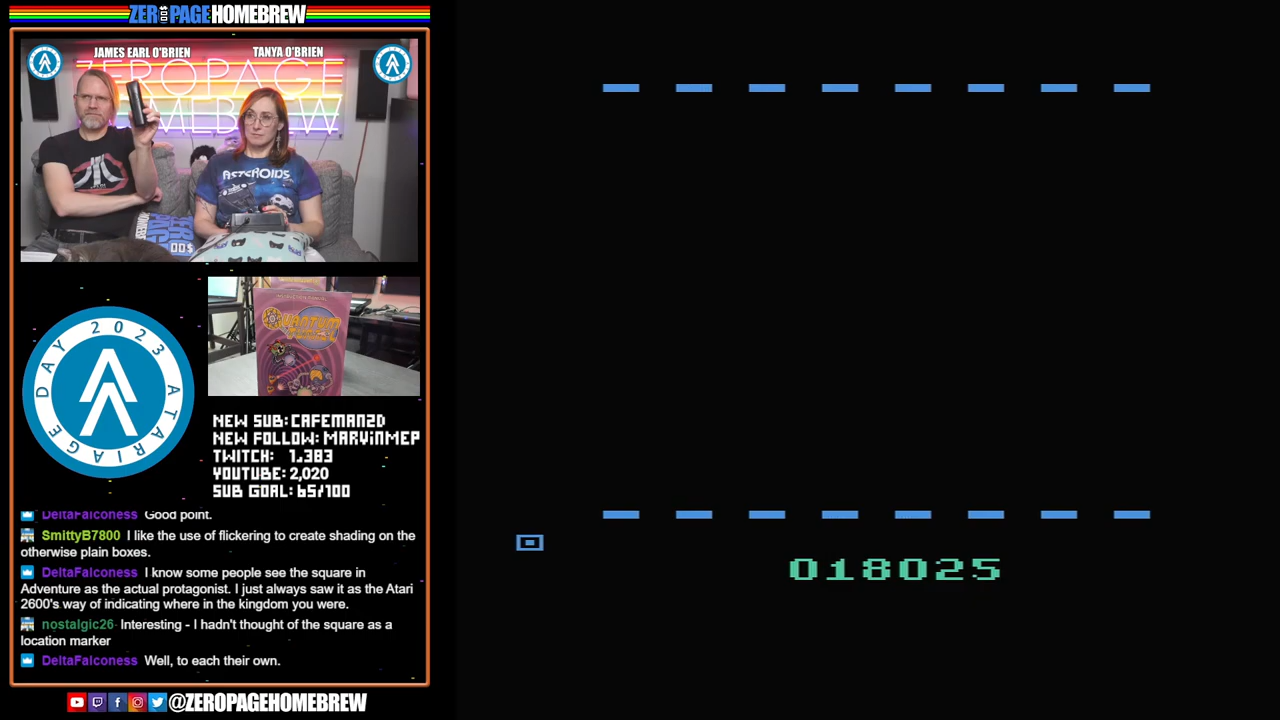 ZEROPAGE HOMEBREW
JAMES EARL O'BRIEN
TANYA O'BRIEN
ZEROPAGE
HOMEBREW
ASTEROIDS
ATARIAGE DAY 2023
QUANTUM
NEW SUB: CAFEMAN2D
NEW FOLLOW: MARVINMEP
TWITCH: 1,383
YOUTUBE: 2,020
SUB GOAL: 65/100
DeltaFalconess Good point.
SmittyB7800 I like the use of flickering to create shading on the
otherwise plain boxes.
DeltaFalconess I know some people see the square in
Adventure as the actual protagonist. I just always saw it as the Atari
2600's way of indicating where in the kingdom you were.
nostalgic26 Interesting - I hadn't thought of the square as a
location marker
DeltaFalconess Well, to each their own.
@ZEROPAGEHOMEBREW
018025